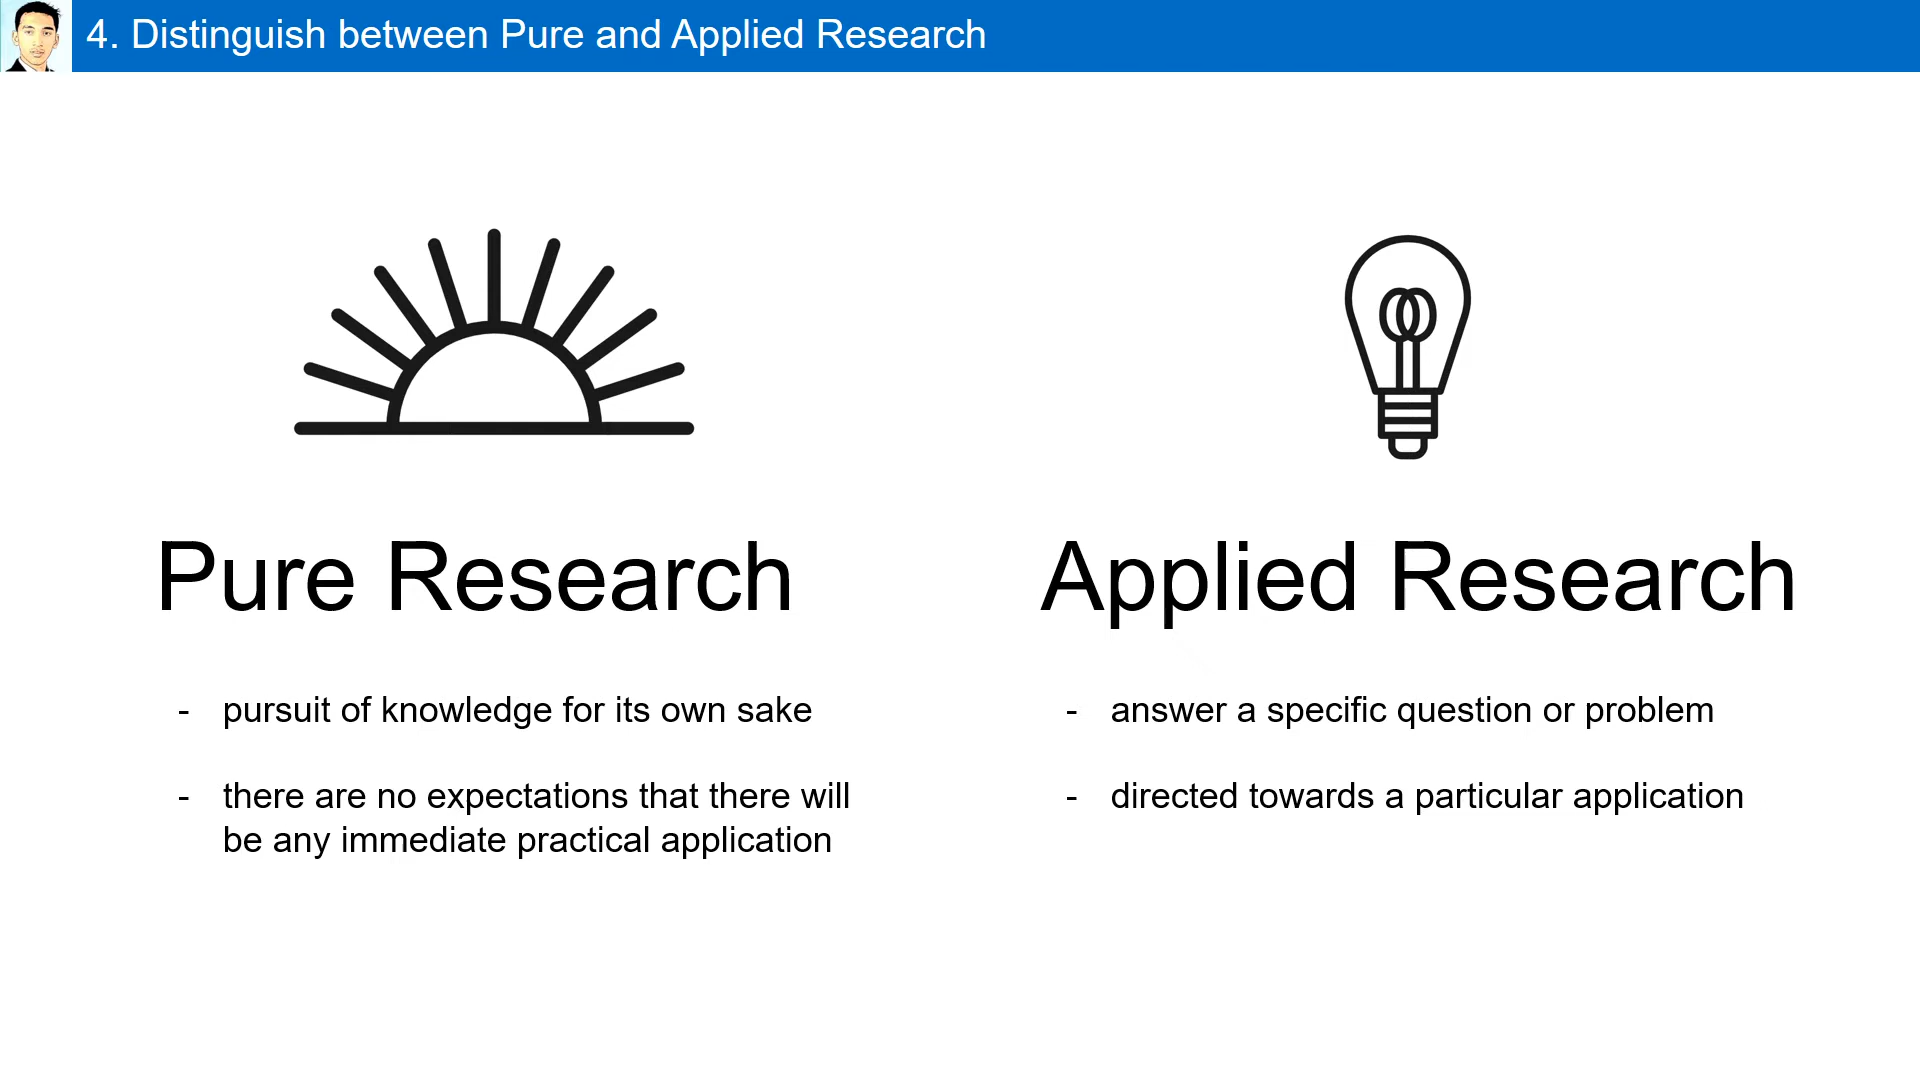 4. Distinguish between Pure and Applied Research
Pure Research
- pursuit of knowledge for its own sake
- there are no expectations that there will
be any immediate practical application
Applied Research
- answer a specific question or problem
- directed towards a particular application